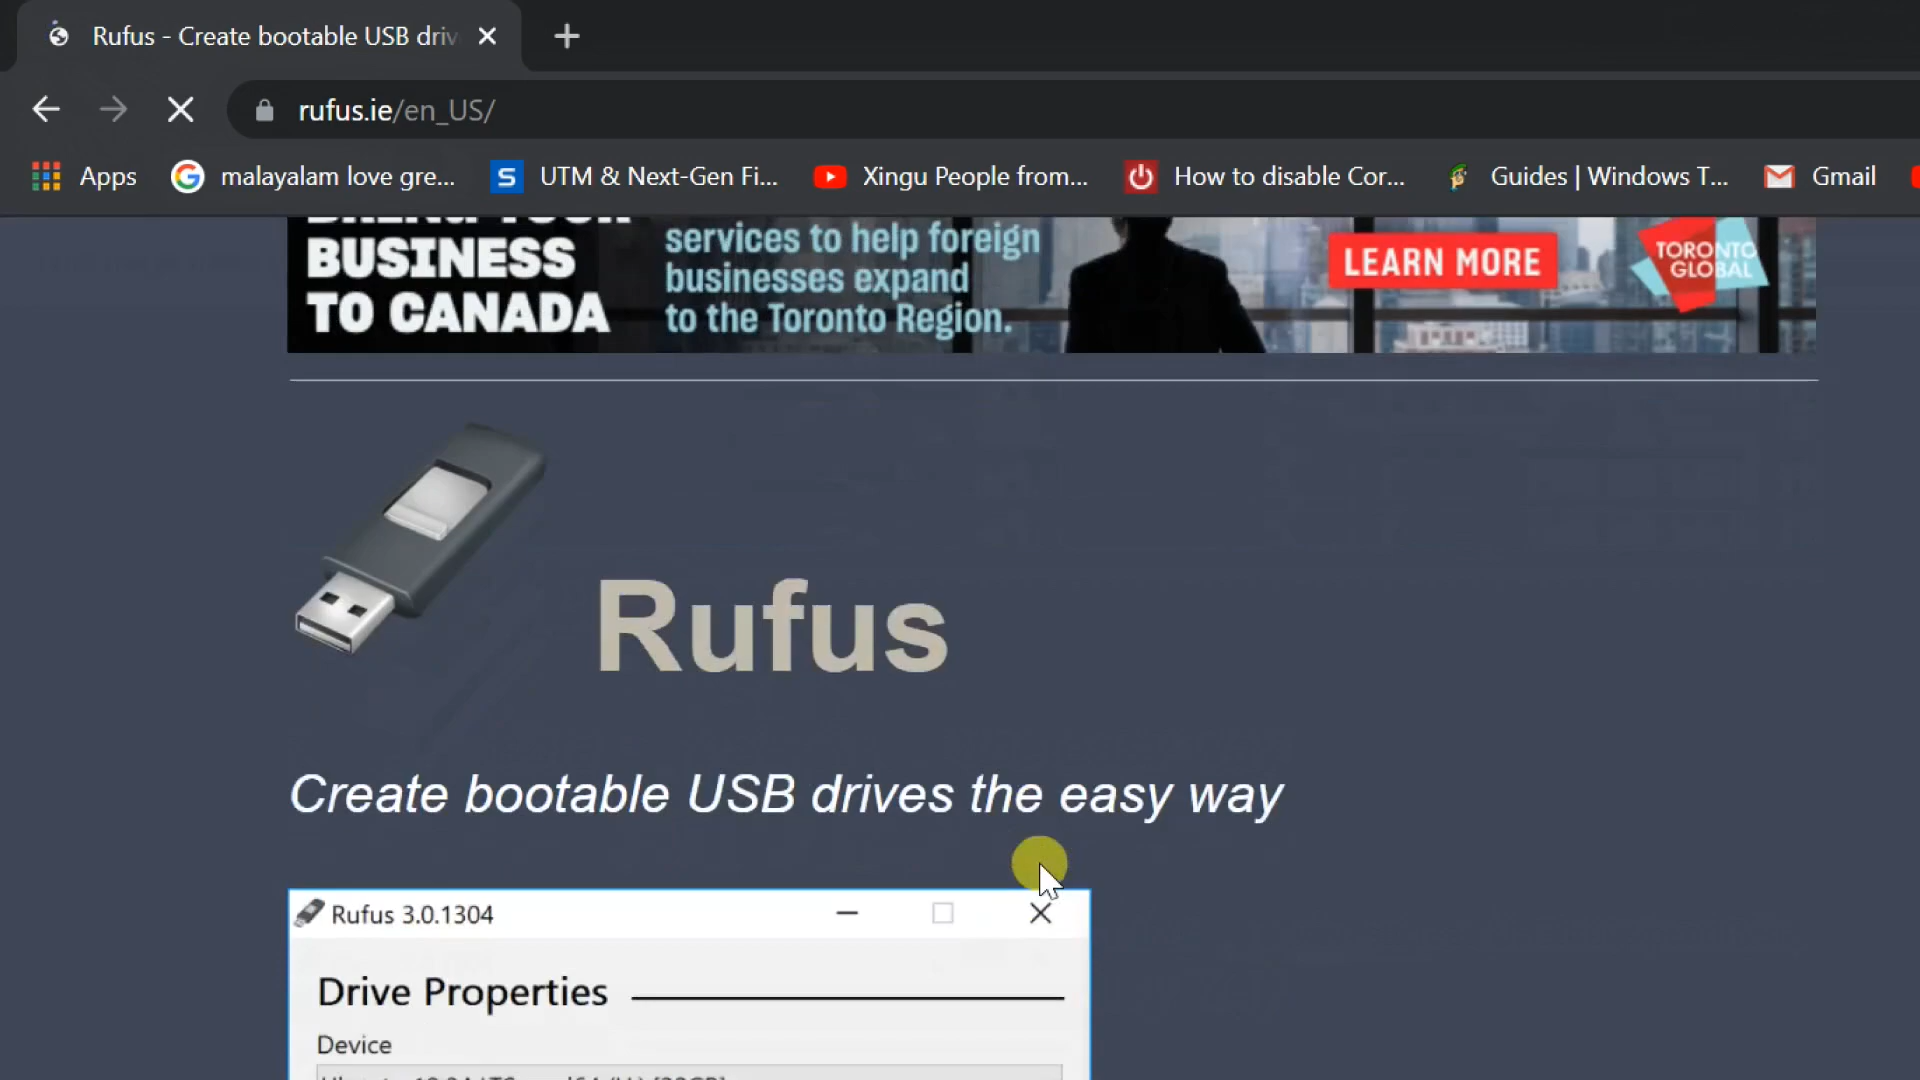 Rufus - Create bootable USB driv
rufus.ie/en_US/
Apps
malayalam love gre...
S
UTM & Next-Gen Fi...
Xingu People from...
How to disable Cor...
Guides | Windows T...
Gmail
BRING YOUR
BUSINESS
TO CANADA
services to help foreign
businesses expand
to the Toronto Region.
LEARN MORE
TORONTO
GLOBAL
Rufus
Create bootable USB drives the easy way
Rufus 3.0.1304
Drive Properties
Device